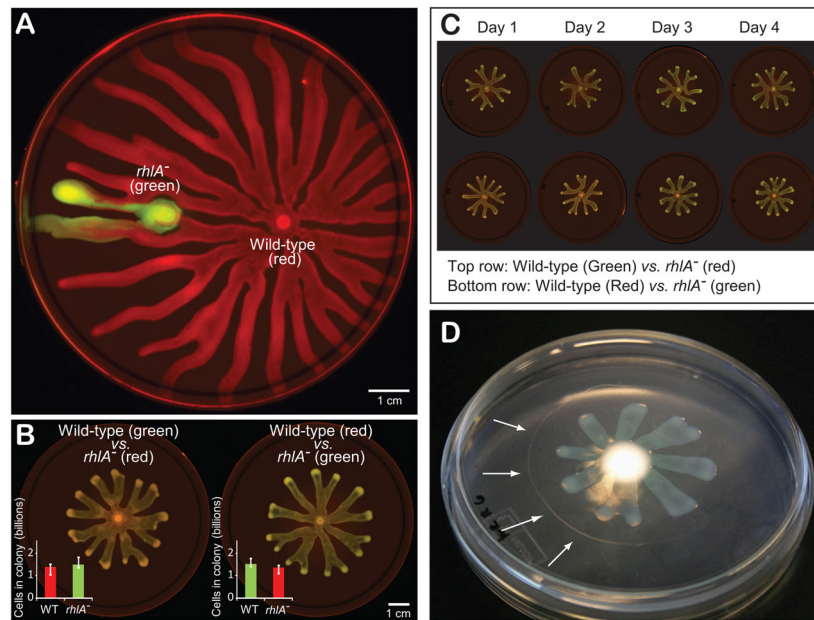 A
rhlA-
(green)
Wild-type
(red)
1 cm
B
Wild-type (green)
vs.
rhlA- (red)
Wild-type (red)
vs.
rhlA- (green)
Cells in colony (billions)
2
1
0
WT rhlA-
Cells in colony (billions)
2
1
0
WT rhlA-
1 cm
C
Day 1 Day 2 Day 3 Day 4
Top row: Wild-type (Green) vs. rhlA- (red)
Bottom row: Wild-type (Red) vs. rhlA- (green)
D